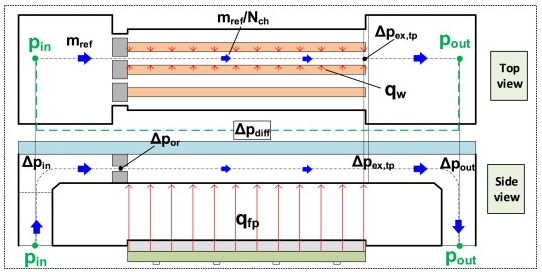 m_ref/N_ch
Δp_ex,tp
p_in
m_ref
p_out
Top
view
q_w
Δp_diff
Δp_in
Δp_or
Δp_ex,tp
Δp_out
Side
view
q_fp
p_in
p_out